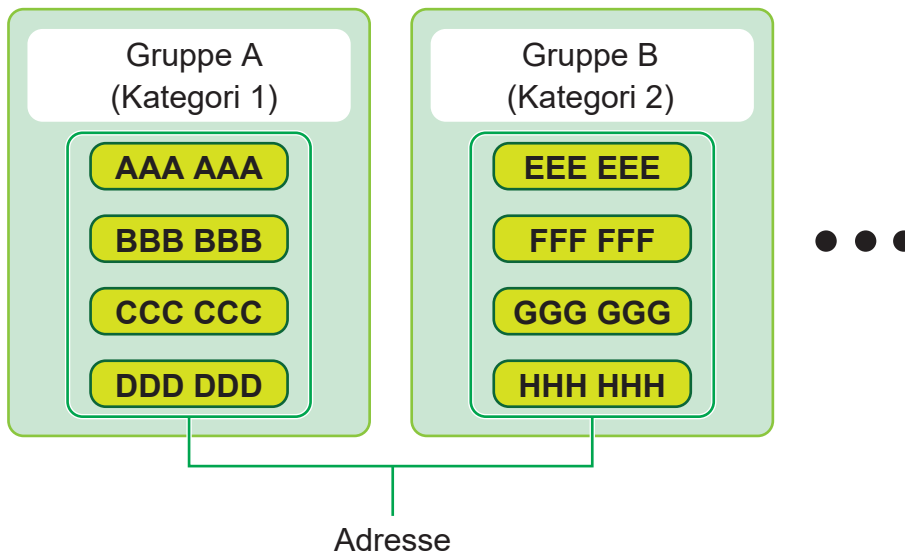 Gruppe A
(Kategori 1)
AAA AAA
BBB BBB
CCC CCC
DDD DDD
Gruppe B
(Kategori 2)
EEE EEE
FFF FFF
GGG GGG
HHH HHH
Adresse